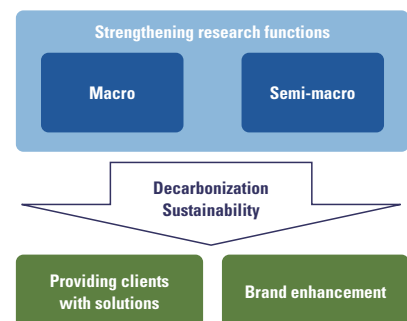 Strengthening research functions
Macro
Semi-macro
Decarbonization
Sustainability
Providing clients
with solutions
Brand enhancement